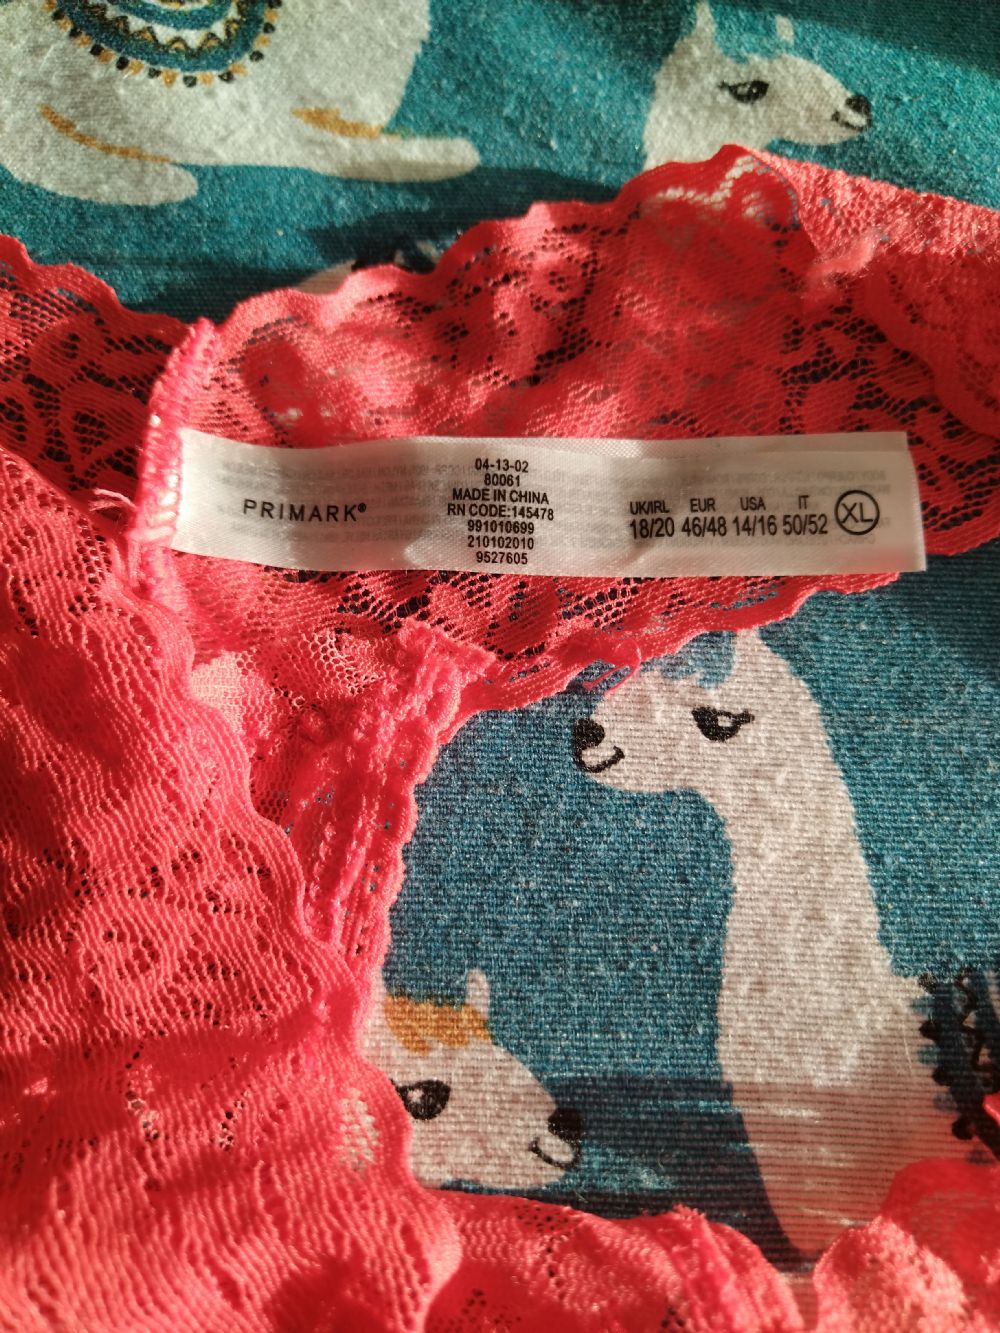 PRIMARK®
04-13-02
80061
MADE IN CHINA
RN CODE:145478
991010699
210102010
9527605
UK/IRL EUR USA IT
18/20 46/48 14/16 50/52 XL